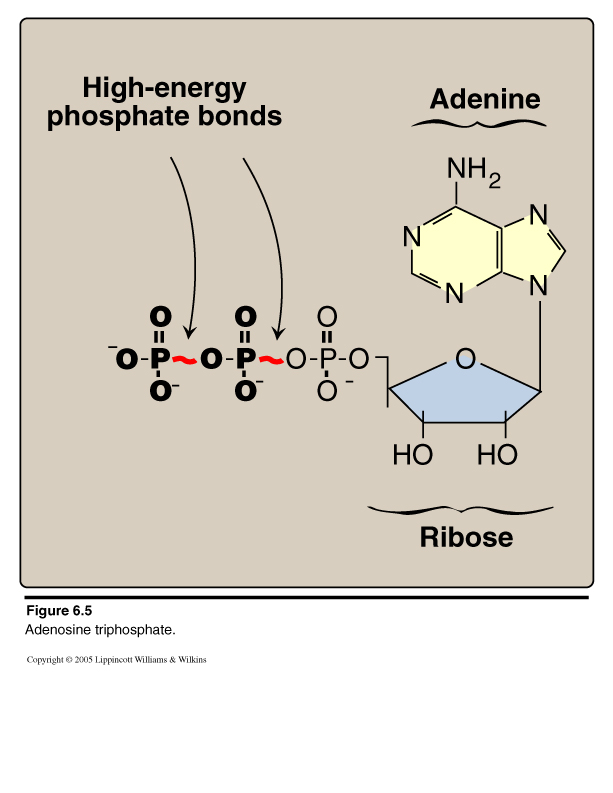 High-energy
phosphate bonds
Adenine
NH2
N
N
N
N
O
O
O
⁻O-P~O-P~O-P-O
O⁻
O⁻
O⁻
O
HO
HO
Ribose
Figure 6.5
Adenosine triphosphate.
Copyright © 2005 Lippincott Williams & Wilkins